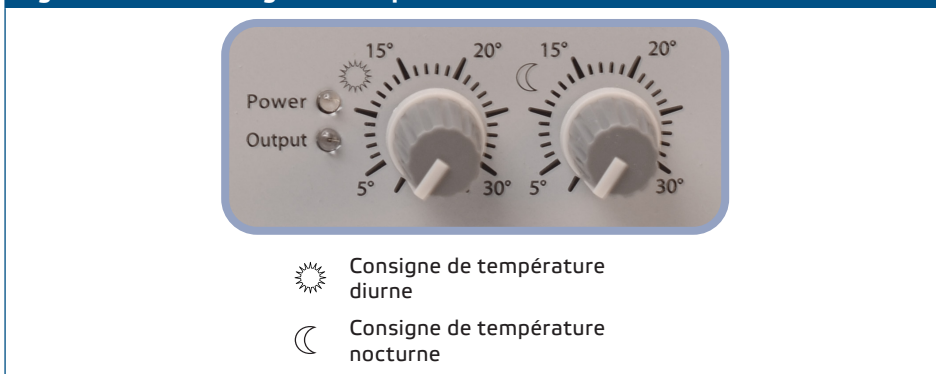 15° 20° 15° 20°
Power
Output
5° 30° 5° 30°
Consigne de température
diurne
Consigne de température
nocturne